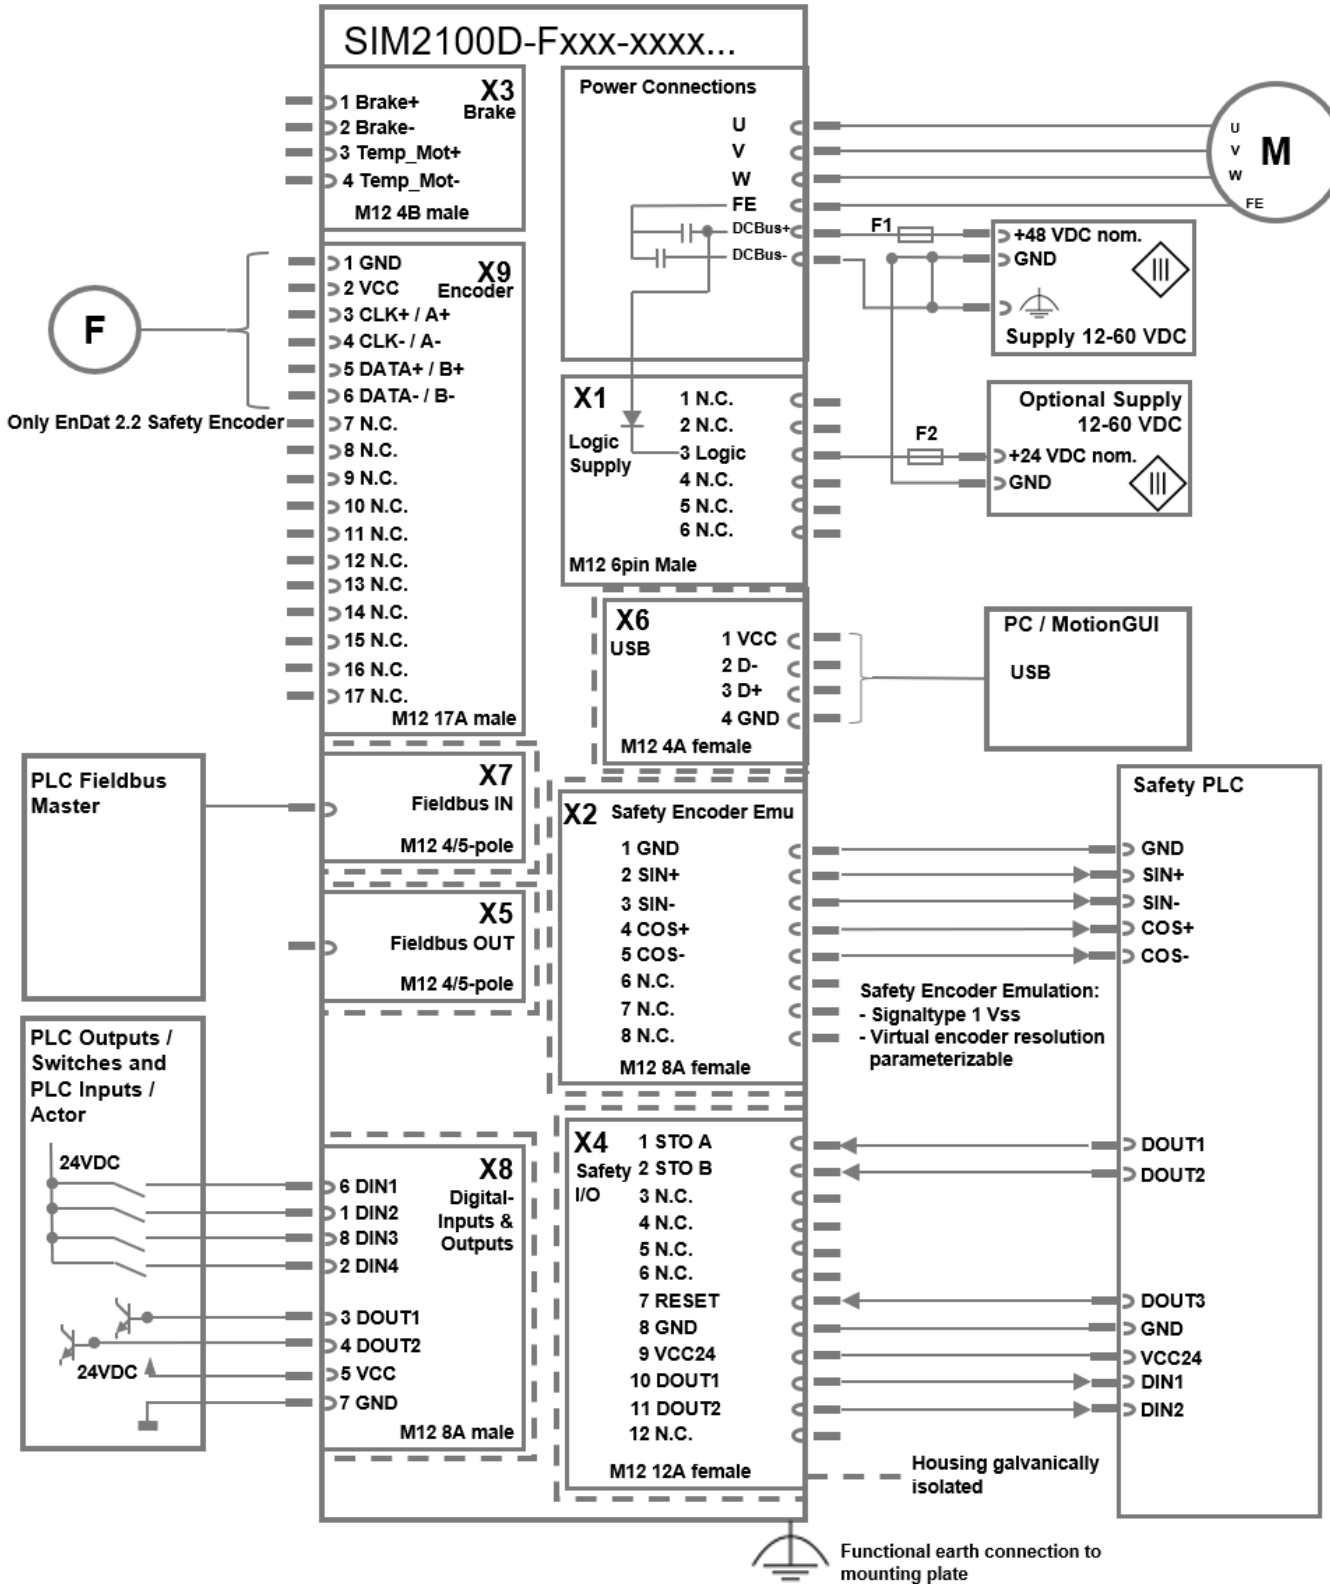 SIM2100D-Fxxx-xxxx...
X3
Brake
1 Brake+
2 Brake-
3 Temp_Mot+
4 Temp_Mot-
M12 4B male
X9
Encoder
1 GND
2 VCC
3 CLK+ / A+
4 CLK- / A-
5 DATA+ / B+
6 DATA- / B-
7 N.C.
8 N.C.
9 N.C.
10 N.C.
11 N.C.
12 N.C.
13 N.C.
14 N.C.
15 N.C.
16 N.C.
17 N.C.
M12 17A male
F
Only EnDat 2.2 Safety Encoder
Power Connections
U
V
W
FE
DCBus+
DCBus-
U
V
W
FE
M
F1
+48 VDC nom.
GND
Supply 12-60 VDC
X1
Logic
Supply
1 N.C.
2 N.C.
3 Logic
4 N.C.
5 N.C.
6 N.C.
M12 6pin Male
F2
Optional Supply
12-60 VDC
+24 VDC nom.
GND
X6
USB
1 VCC
2 D-
3 D+
4 GND
M12 4A female
PC / MotionGUI
USB
PLC Fieldbus
Master
X7
Fieldbus IN
M12 4/5-pole
X5
Fieldbus OUT
M12 4/5-pole
X2 Safety Encoder Emu
1 GND
2 SIN+
3 SIN-
4 COS+
5 COS-
6 N.C.
7 N.C.
8 N.C.
M12 8A female
Safety PLC
GND
SIN+
SIN-
COS+
COS-
Safety Encoder Emulation:
- Signaltype 1 Vss
- Virtual encoder resolution
parameterizable
PLC Outputs /
Switches and
PLC Inputs /
Actor
24VDC
24VDC
X8
Digital-
Inputs &
Outputs
6 DIN1
1 DIN2
8 DIN3
2 DIN4
3 DOUT1
4 DOUT2
5 VCC
7 GND
M12 8A male
X4
Safety
I/O
1 STO A
2 STO B
3 N.C.
4 N.C.
5 N.C.
6 N.C.
7 RESET
8 GND
9 VCC24
10 DOUT1
11 DOUT2
12 N.C.
M12 12A female
DOUT1
DOUT2
DOUT3
GND
VCC24
DIN1
DIN2
Housing galvanically
isolated
Functional earth connection to
mounting plate